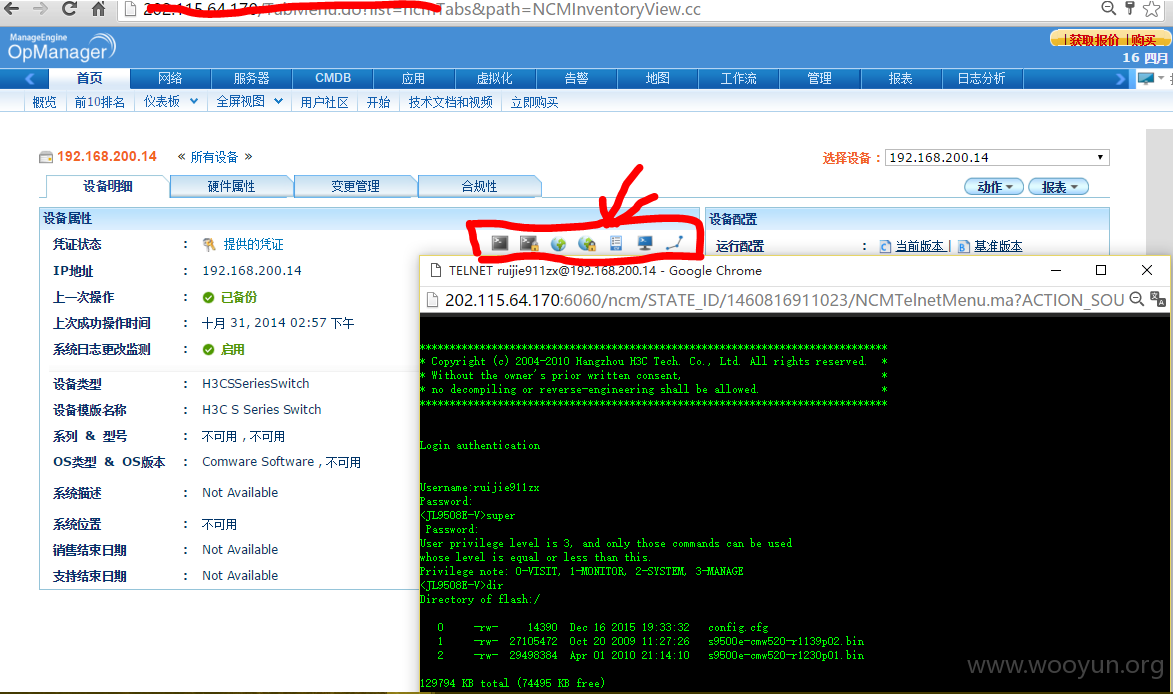 202.115.64.170/TabMenu.do?list=ncmTabs&path=NCMInventoryView.cc
ManageEngine
OpManager
获取报价 购买
16 四月
首页 网络 服务器 CMDB 应用 虚拟化 告警 地图 工作流 管理 报表 日志分析
概览 前10排名 仪表板 全屏视图 用户社区 开始 技术文档和视频 立即购买
192.168.200.14 « 所有设备 »
选择设备 : 192.168.200.14
设备明细 硬件属性 变更管理 合规性
动作 报表
设备属性
设备配置
凭证状态 : 提供的凭证
运行配置 : 当前版本 | 基准版本
IP地址 : 192.168.200.14
上一次操作 : 已备份
上次成功操作时间 : 十月 31, 2014 02:57 下午
系统日志更改监测 : 启用
设备类型 : H3CSSeriesSwitch
设备模版名称 : H3C S Series Switch
系列 & 型号 : 不可用 , 不可用
OS类型 & OS版本 : Comware Software , 不可用
系统描述 : Not Available
系统位置 : 不可用
销售结束日期 : Not Available
支持结束日期 : Not Available
TELNET ruijie911zx@192.168.200.14 - Google Chrome
202.115.64.170:6060/ncm/STATE_ID/1460816911023/NCMTelnetMenu.ma?ACTION_SOU
******************************************************************************
* Copyright (c) 2004-2010 Hangzhou H3C Tech. Co., Ltd. All rights reserved. *
* Without the owner's prior written consent, *
* no decompiling or reverse-engineering shall be allowed. *
******************************************************************************
Login authentication
Username:ruijie911zx
Password:
<JL9508E-V>super
Password:
User privilege level is 3, and only those commands can be used
whose level is equal or less than this.
Privilege note: 0-VISIT, 1-MONITOR, 2-SYSTEM, 3-MANAGE
<JL9508E-V>dir
Directory of flash:/
0 -rw- 14390 Dec 16 2015 19:33:32 config.cfg
1 -rw- 27105472 Oct 20 2009 11:27:26 s9500e-cmw520-r1139p02.bin
2 -rw- 29498384 Apr 01 2010 21:14:10 s9500e-cmw520-r1230p01.bin
129794 KB total (74495 KB free)
www.wooyun.org